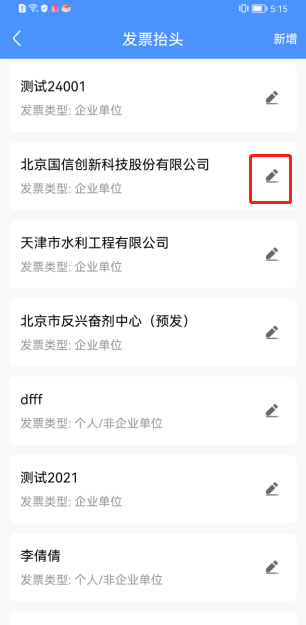 5:15
发票抬头
新增
测试24001
发票类型: 企业单位
北京国信创新科技股份有限公司
发票类型: 企业单位
天津市水利工程有限公司
发票类型: 企业单位
北京市反兴奋剂中心（预发）
发票类型: 企业单位
dfff
发票类型: 个人/非企业单位
测试2021
发票类型: 企业单位
李倩倩
发票类型: 个人/非企业单位